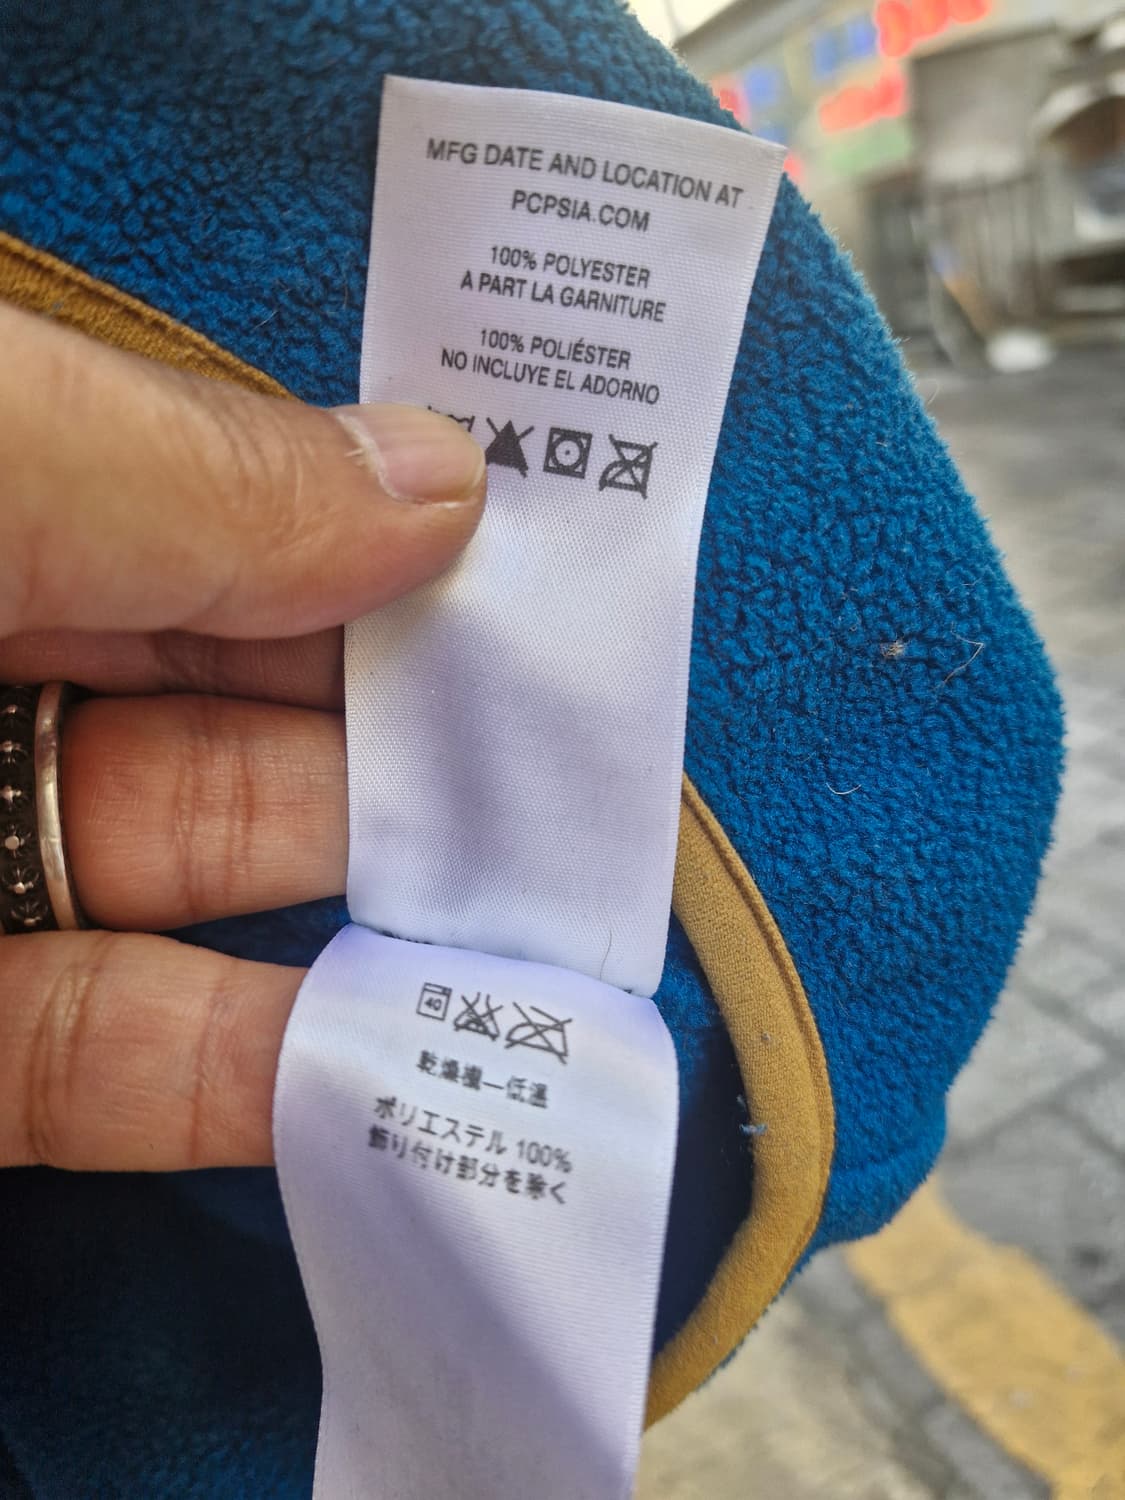 MFG DATE AND LOCATION AT
PCPSIA.COM
100% POLYESTER
A PART LA GARNITURE
100% POLIÉSTER
NO INCLUYE EL ADORNO
40
乾燥機—低温
ポリエステル 100%
飾り付け部分を除く